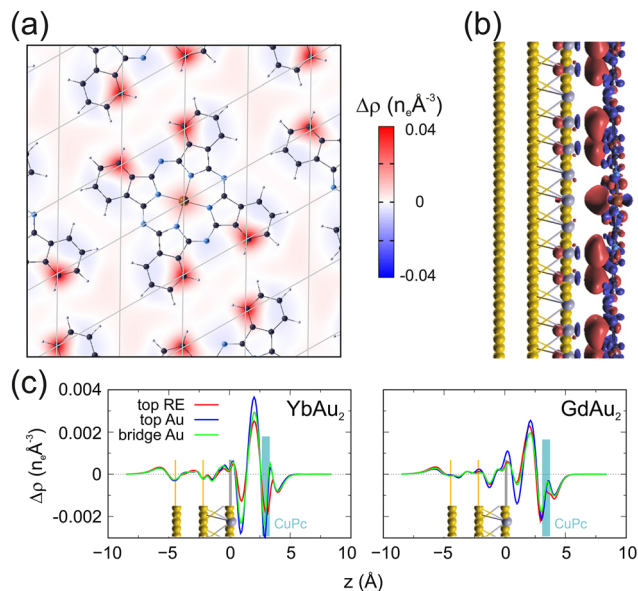 (a)
(b)
Δρ (nₑÅ⁻³)
0.04
0
-0.04
(c)
0.004
0.002
0
-0.002
Δρ (nₑÅ⁻³)
top RE
top Au
bridge Au
YbAu₂
CuPc
-10
-5
0
5
10
GdAu₂
CuPc
-5
0
5
10
z (Å)